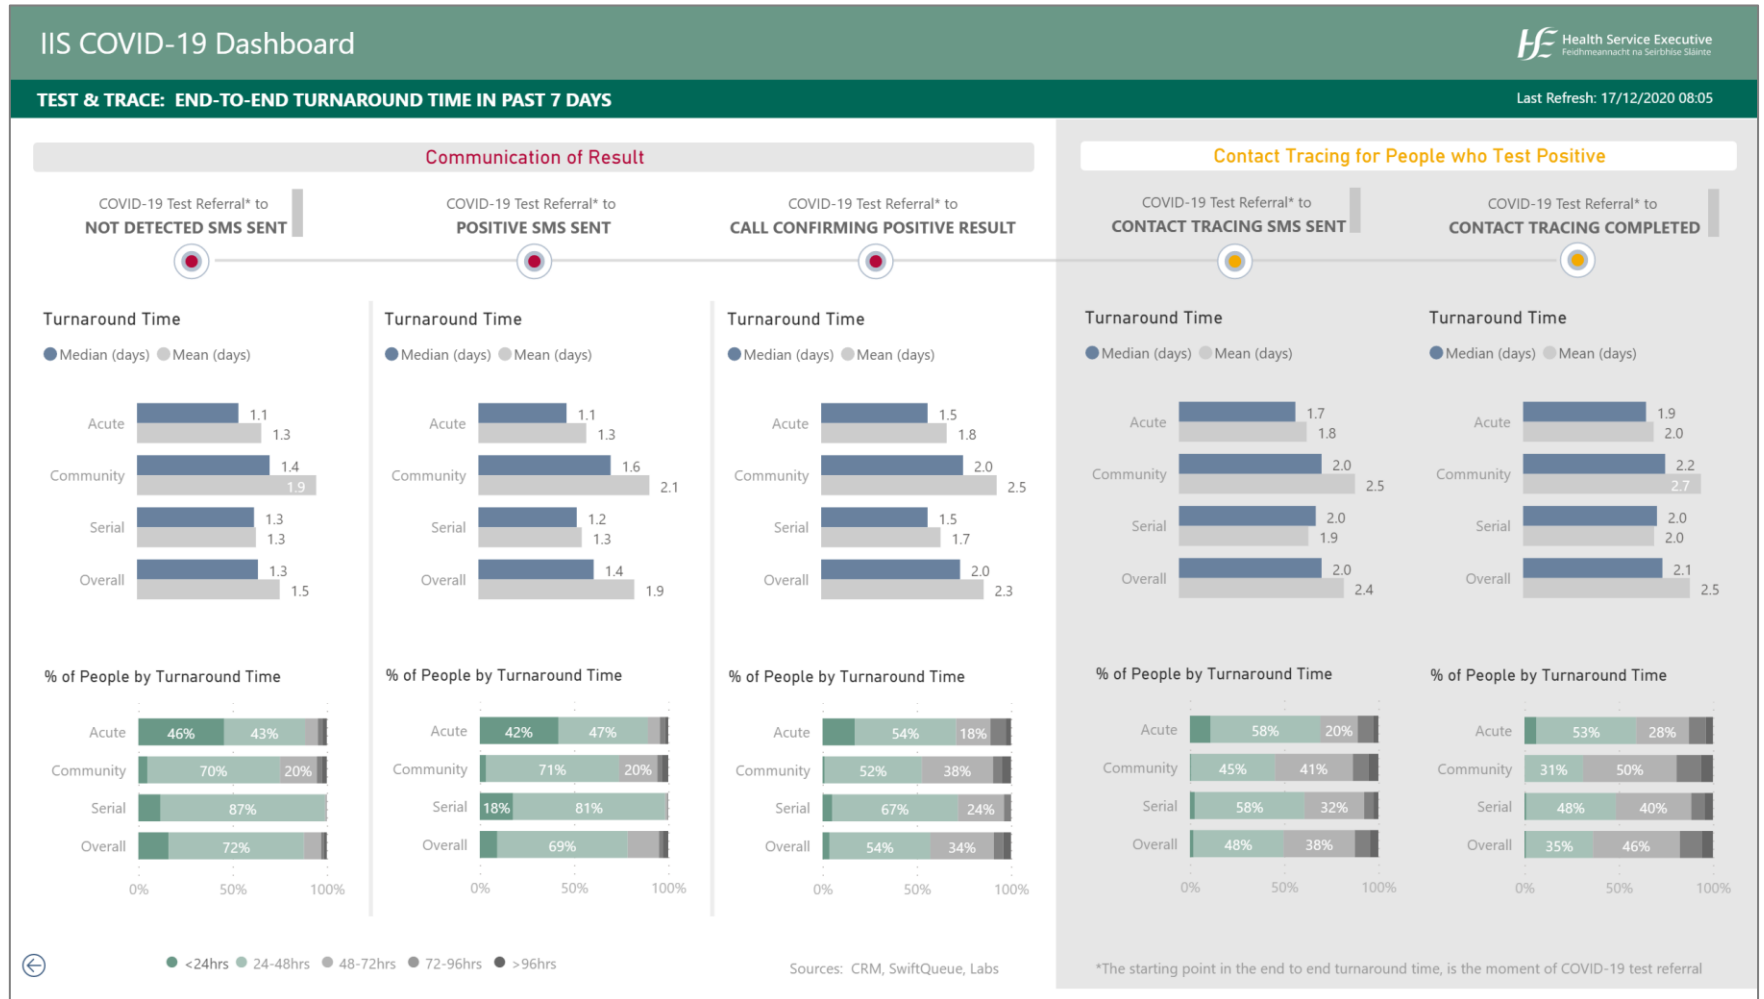 IIS COVID-19 Dashboard
Health Service Executive
Feidhmeannacht na Seirbhíse Sláinte
TEST & TRACE: END-TO-END TURNAROUND TIME IN PAST 7 DAYS
Last Refresh: 17/12/2020 08:05
Communication of Result
Contact Tracing for People who Test Positive
COVID-19 Test Referral* to
NOT DETECTED SMS SENT
COVID-19 Test Referral* to
POSITIVE SMS SENT
COVID-19 Test Referral* to
CALL CONFIRMING POSITIVE RESULT
COVID-19 Test Referral* to
CONTACT TRACING SMS SENT
COVID-19 Test Referral* to
CONTACT TRACING COMPLETED
Turnaround Time
Median (days) Mean (days)
Acute 1.1
1.3
Community 1.4
1.9
Serial 1.3
1.3
Overall 1.3
1.5
Turnaround Time
Median (days) Mean (days)
Acute 1.1
1.3
Community 1.6
2.1
Serial 1.2
1.3
Overall 1.4
1.9
Turnaround Time
Median (days) Mean (days)
Acute 1.5
1.8
Community 2.0
2.5
Serial 1.5
1.7
Overall 2.0
2.3
Turnaround Time
Median (days) Mean (days)
Acute 1.7
1.8
Community 2.0
2.5
Serial 2.0
1.9
Overall 2.0
2.4
Turnaround Time
Median (days) Mean (days)
Acute 1.9
2.0
Community 2.2
2.7
Serial 2.0
2.0
Overall 2.1
2.5
% of People by Turnaround Time
Acute 46% 43%
Community 70% 20%
Serial 87%
Overall 72%
0% 50% 100%
% of People by Turnaround Time
Acute 42% 47%
Community 71% 20%
Serial 18% 81%
Overall 69%
0% 50% 100%
% of People by Turnaround Time
Acute 54% 18%
Community 52% 38%
Serial 67% 24%
Overall 54% 34%
0% 50% 100%
% of People by Turnaround Time
Acute 58% 20%
Community 45% 41%
Serial 58% 32%
Overall 48% 38%
0% 50% 100%
% of People by Turnaround Time
Acute 53% 28%
Community 31% 50%
Serial 48% 40%
Overall 35% 46%
0% 50% 100%
<24hrs 24-48hrs 48-72hrs 72-96hrs >96hrs
Sources: CRM, SwiftQueue, Labs
*The starting point in the end to end turnaround time, is the moment of COVID-19 test referral